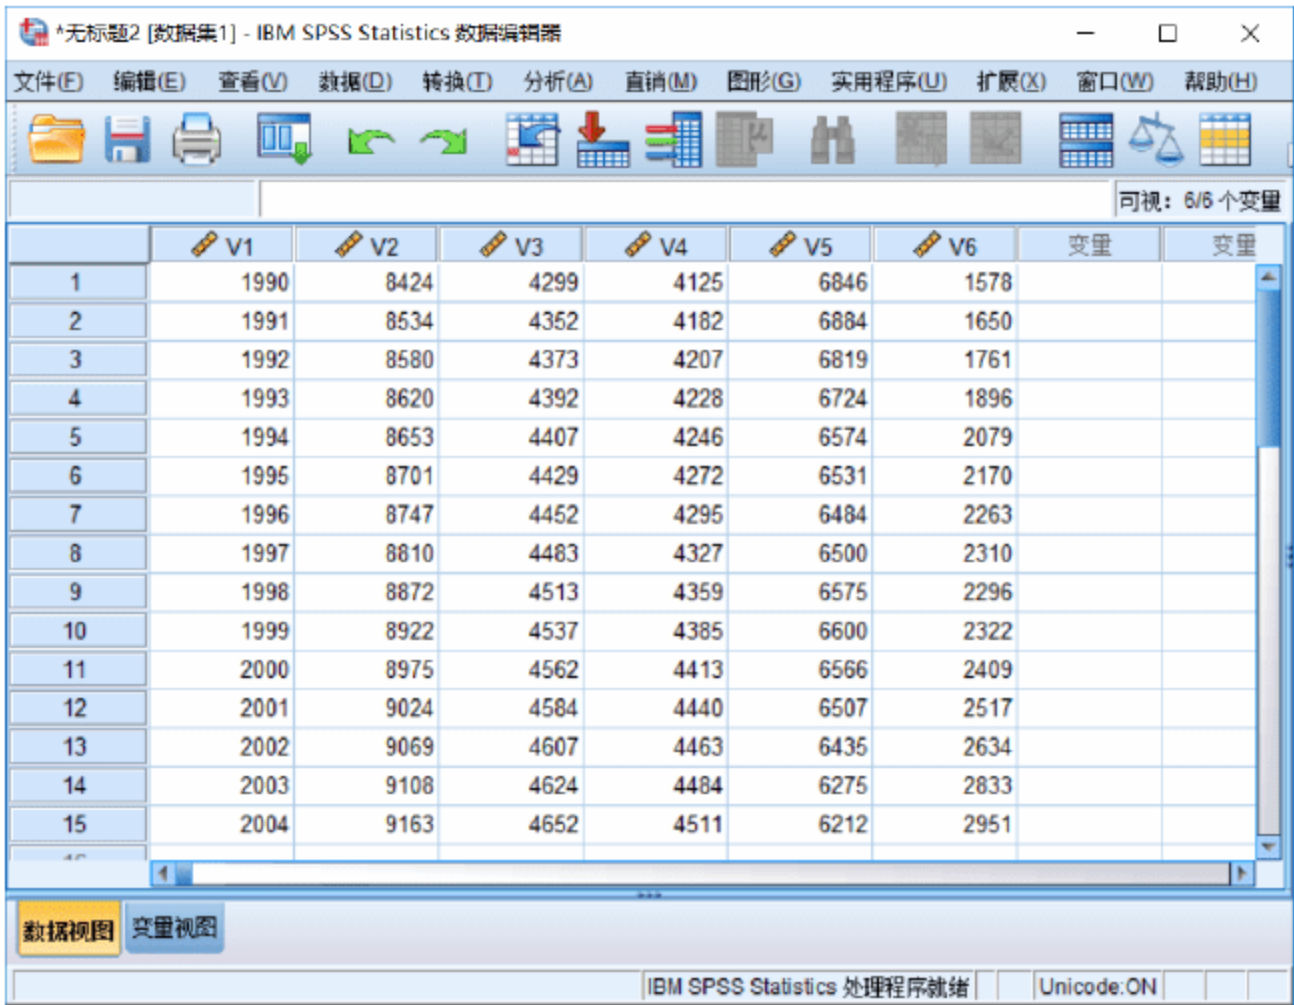 *无标题2 [数据集1] - IBM SPSS Statistics 数据编辑器
文件(F) 编辑(E) 查看(V) 数据(D) 转换(T) 分析(A) 直销(M) 图形(G) 实用程序(U) 扩展(X) 窗口(W) 帮助(H)
可视： 6/6 个变量
V1 V2 V3 V4 V5 V6 变量 变量
1 1990 8424 4299 4125 6846 1578
2 1991 8534 4352 4182 6884 1650
3 1992 8580 4373 4207 6819 1761
4 1993 8620 4392 4228 6724 1896
5 1994 8653 4407 4246 6574 2079
6 1995 8701 4429 4272 6531 2170
7 1996 8747 4452 4295 6484 2263
8 1997 8810 4483 4327 6500 2310
9 1998 8872 4513 4359 6575 2296
10 1999 8922 4537 4385 6600 2322
11 2000 8975 4562 4413 6566 2409
12 2001 9024 4584 4440 6507 2517
13 2002 9069 4607 4463 6435 2634
14 2003 9108 4624 4484 6275 2833
15 2004 9163 4652 4511 6212 2951
数据视图 变量视图
IBM SPSS Statistics 处理程序就绪 Unicode:ON